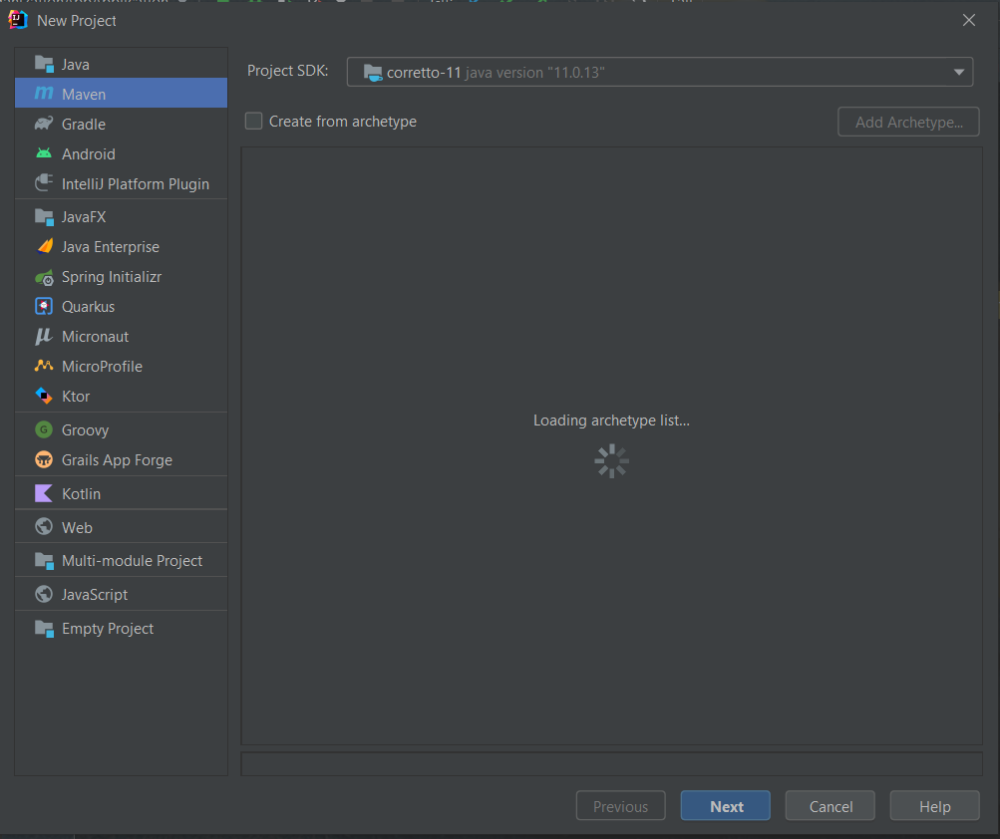 New Project
Java
Maven
Gradle
Android
IntelliJ Platform Plugin
JavaFX
Java Enterprise
Spring Initializr
Quarkus
Micronaut
MicroProfile
Ktor
Groovy
Grails App Forge
Kotlin
Web
Multi-module Project
JavaScript
Empty Project
Project SDK: corretto-11 java version "11.0.13"
Create from archetype Add Archetype...
Loading archetype list...
Previous Next Cancel Help